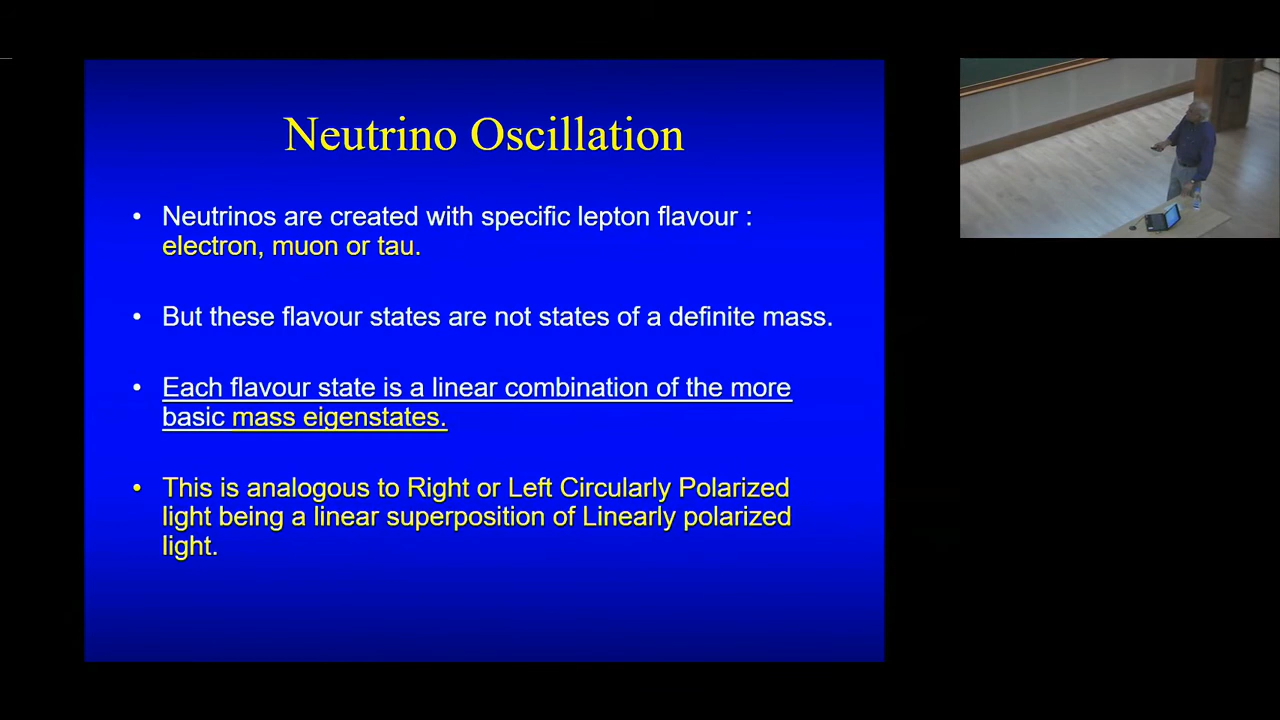 Neutrino Oscillation
• Neutrinos are created with specific lepton flavour :
electron, muon or tau.
• But these flavour states are not states of a definite mass.
• Each flavour state is a linear combination of the more
basic mass eigenstates.
• This is analogous to Right or Left Circularly Polarized
light being a linear superposition of Linearly polarized
light.